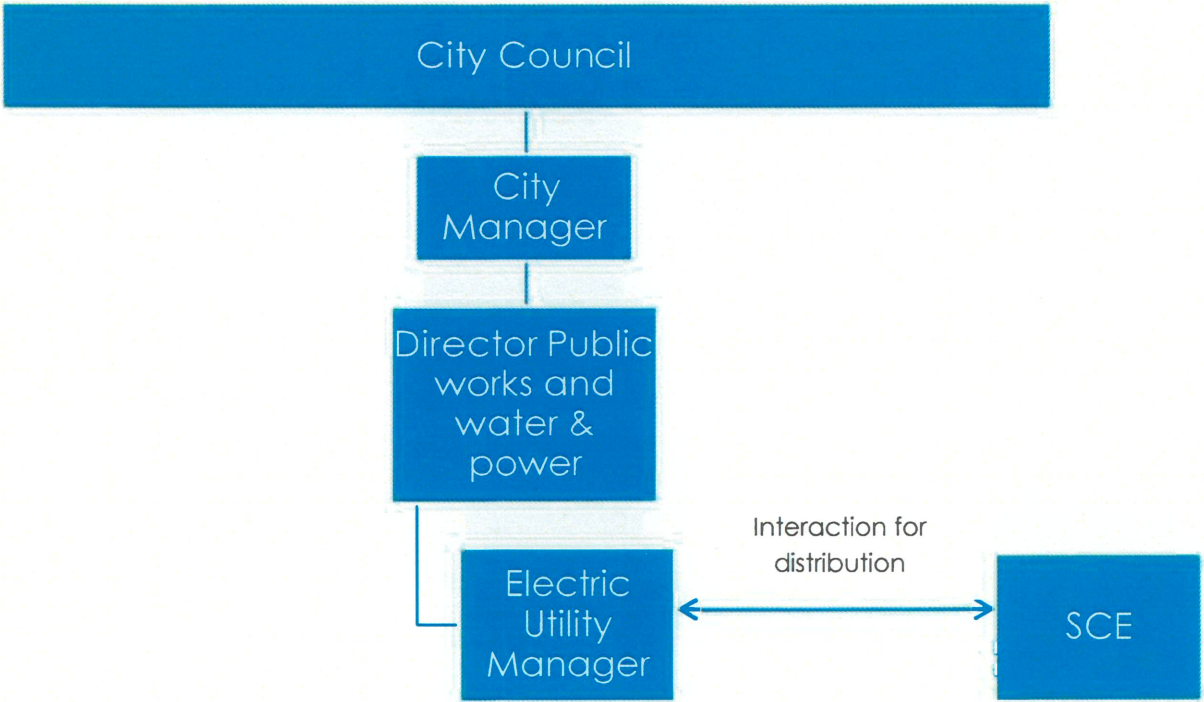 City Council
City
Manager
Director Public
works and
water &
power
Interaction for
distribution
Electric
Utility
Manager
SCE